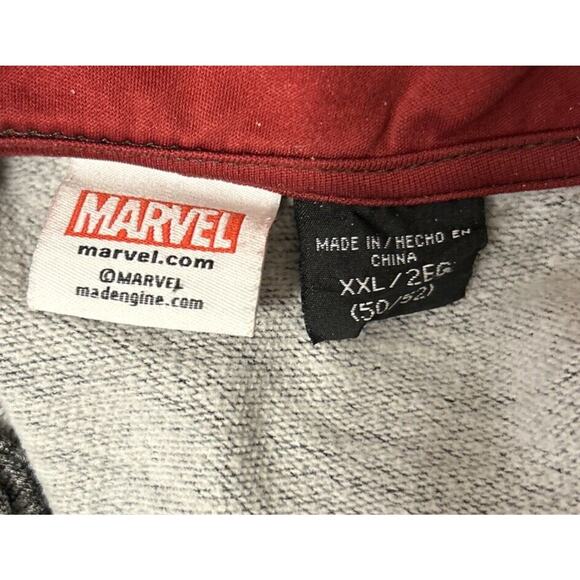 MARVEL
marvel.com
©MARVEL
madengine.com
MADE IN/HECHO EN
CHINA
XXL/2EG
(50/52)